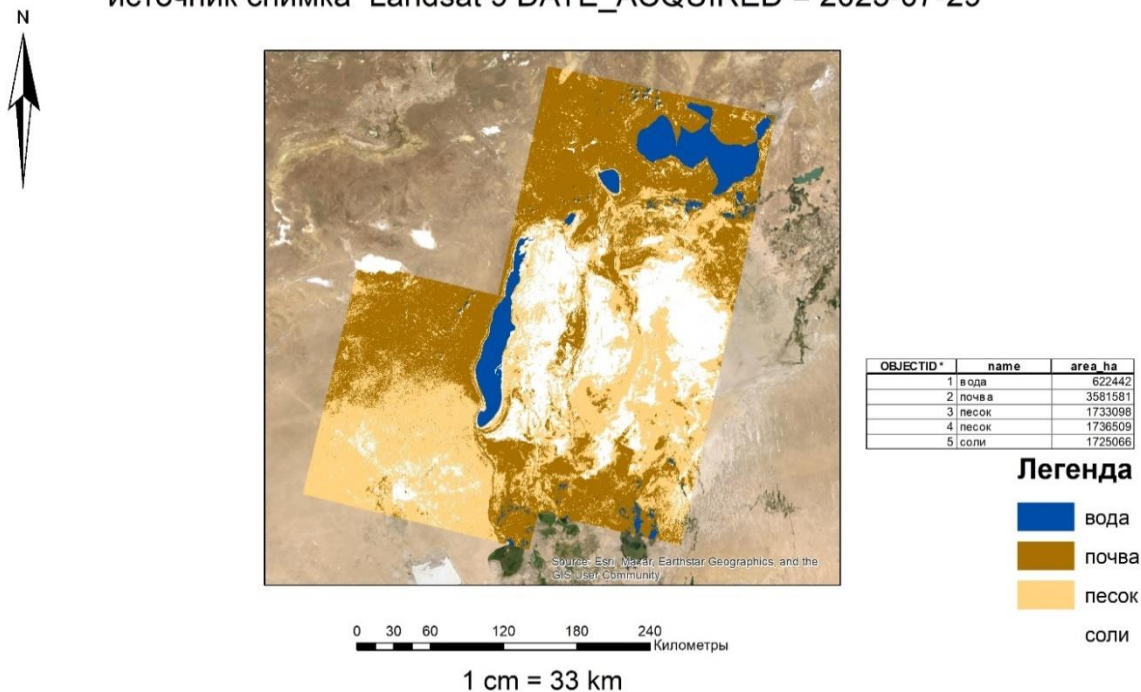 источник снимка Landsat 9 DATE_ACQUIRED = 2023-07-29
N
OBJECTID * name area_ha
1 вода 622442
2 почва 3581581
3 песок 1733098
4 песок 1736509
5 соли 1725066
Легенда
вода
почва
песок
соли
Source: Esri, Maxar, Earthstar Geographics, and the
GIS User Community
0 30 60 120 180 240
Километры
1 cm = 33 km